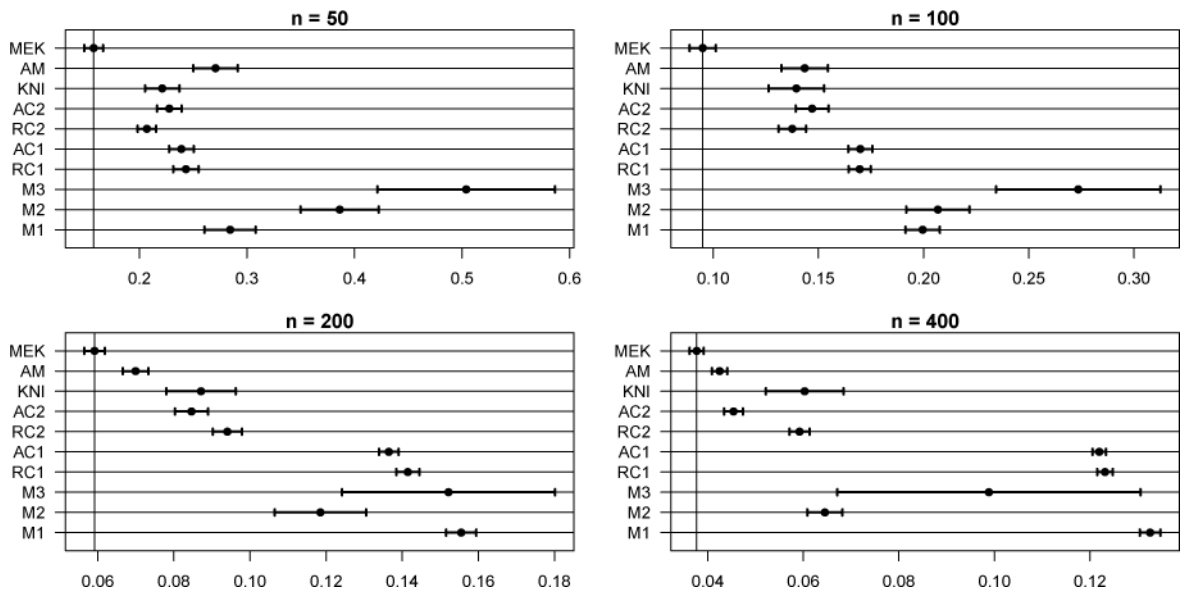 n = 50
MEK
AM
KNI
AC2
RC2
AC1
RC1
M3
M2
M1
0.2 0.3 0.4 0.5 0.6
n = 100
MEK
AM
KNI
AC2
RC2
AC1
RC1
M3
M2
M1
0.10 0.15 0.20 0.25 0.30
n = 200
MEK
AM
KNI
AC2
RC2
AC1
RC1
M3
M2
M1
0.06 0.08 0.10 0.12 0.14 0.16 0.18
n = 400
MEK
AM
KNI
AC2
RC2
AC1
RC1
M3
M2
M1
0.04 0.06 0.08 0.10 0.12